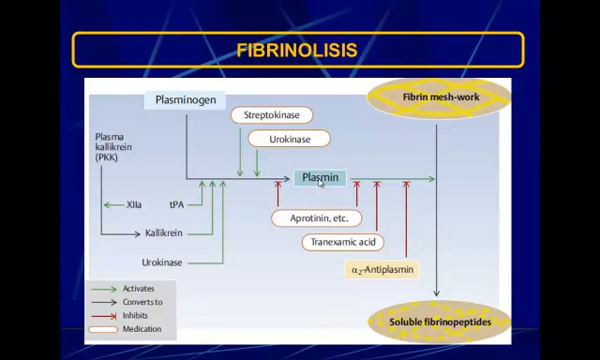 FIBRINOLISIS
Plasminogen
Fibrin mesh-work
Streptokinase
Urokinase
Plasma
kallikrein
(PKK)
Plasmin
XIIa
tPA
Aprotinin, etc.
Kallikrein
Tranexamic acid
Urokinase
α2-Antiplasmin
Activates
Converts to
Inhibits
Medication
Soluble fibrinopeptides